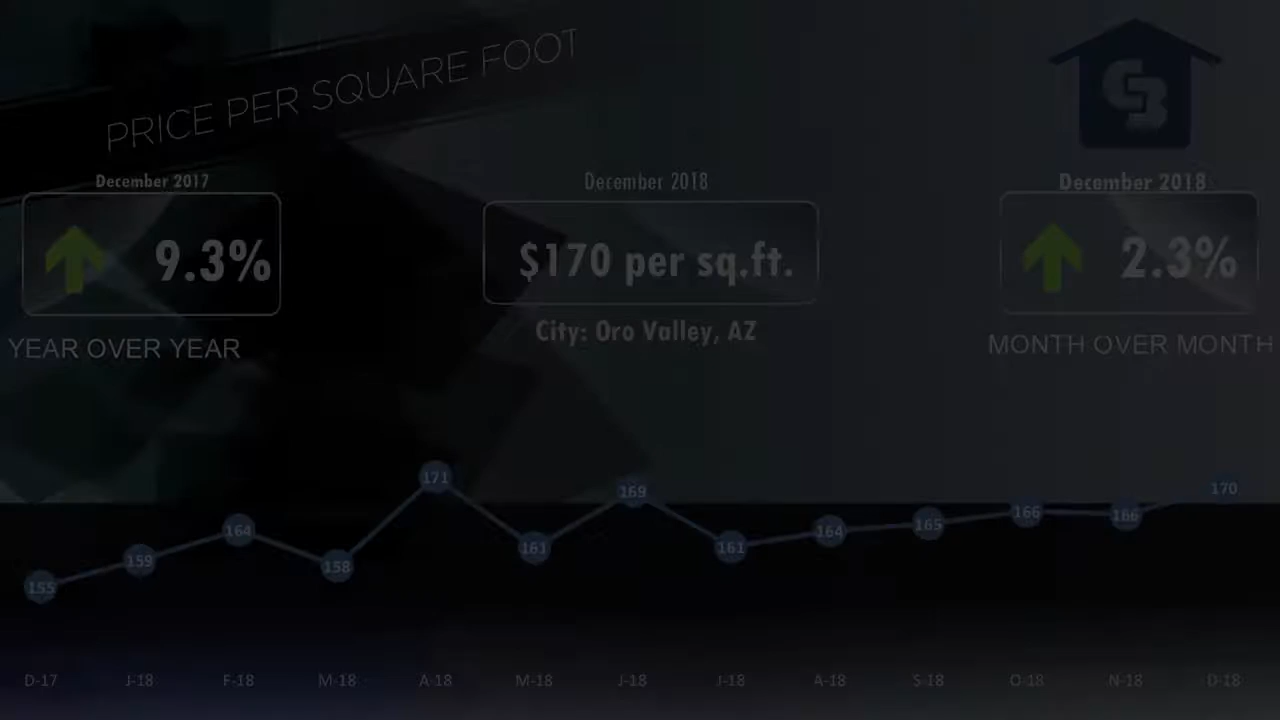 PRICE PER SQUARE FOOT
CB
December 2017
December 2018
December 2018
9.3%
$170 per sq.ft.
2.3%
City: Oro Valley, AZ
YEAR OVER YEAR
MONTH OVER MONTH
155
159
164
158
171
161
169
161
164
165
166
166
170
D-17
J-18
F-18
M-18
A-18
M-18
J-18
J-18
A-18
S-18
O-18
N-18
D-18